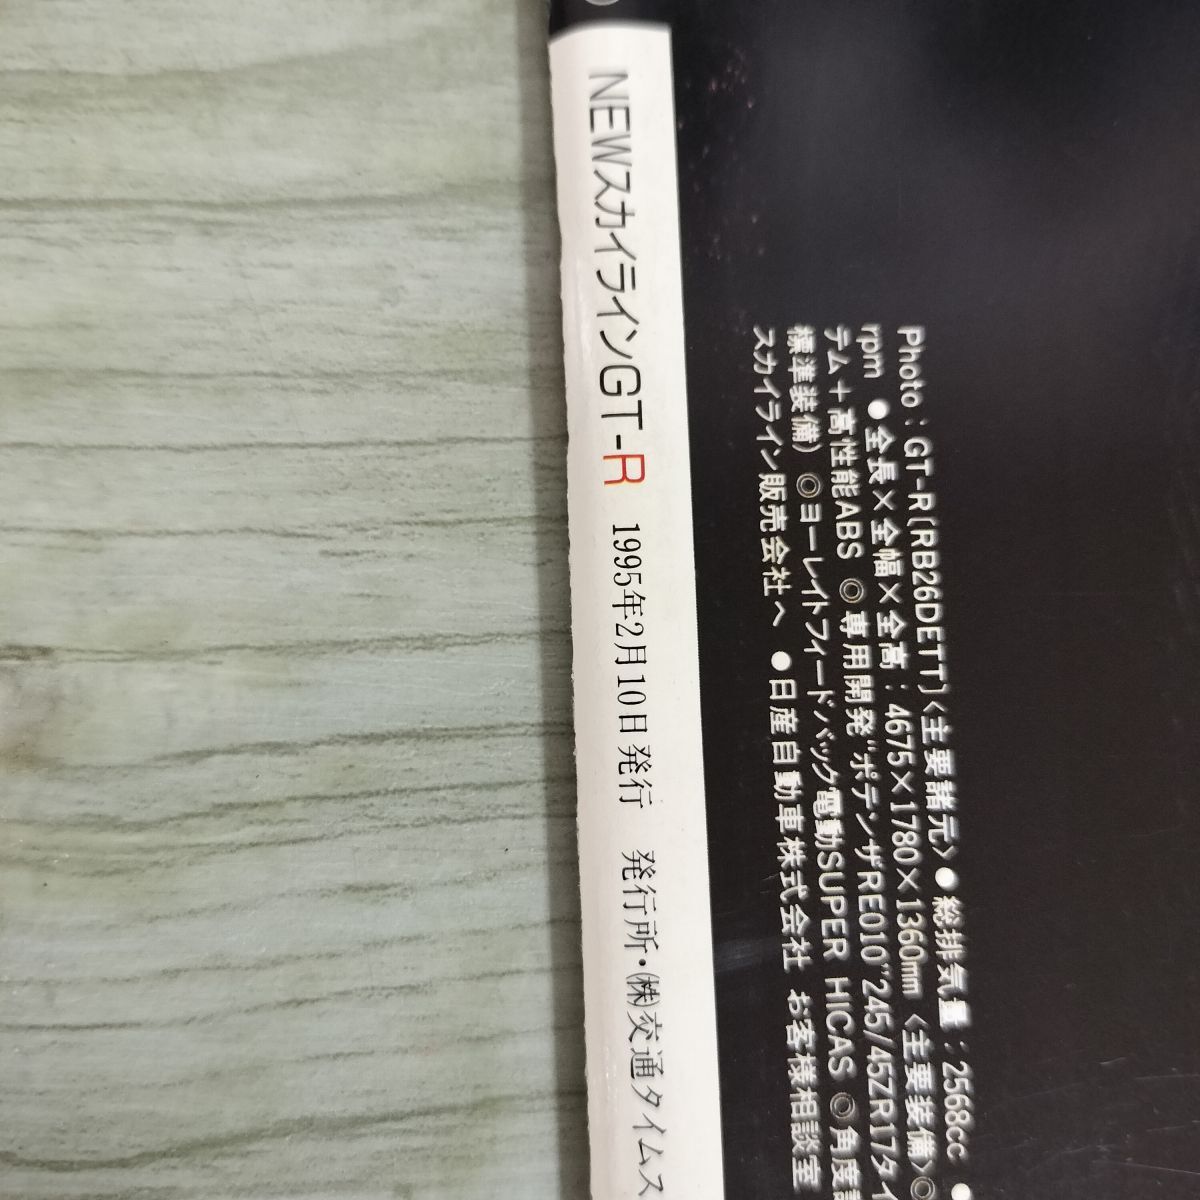 NEWスカイラインGT-R 1995年2月10日発行 発行所・㈱交通タイムス
Photo：GT-R〔RB26DETT〕〈主要諸元〉●総排気量：2568cc ●
rpm ●全長×全幅×全高：4675×1780×1360mm 〈主要装備〉◎
テム＋高性能ABS ◎専用開発“ポテンザRE010”245/45ZR17タイ
標準装備） ◎ヨーレイトフィードバック電動SUPER HICAS ◎角度
スカイライン販売会社へ ●日産自動車株式会社 お客様相談室